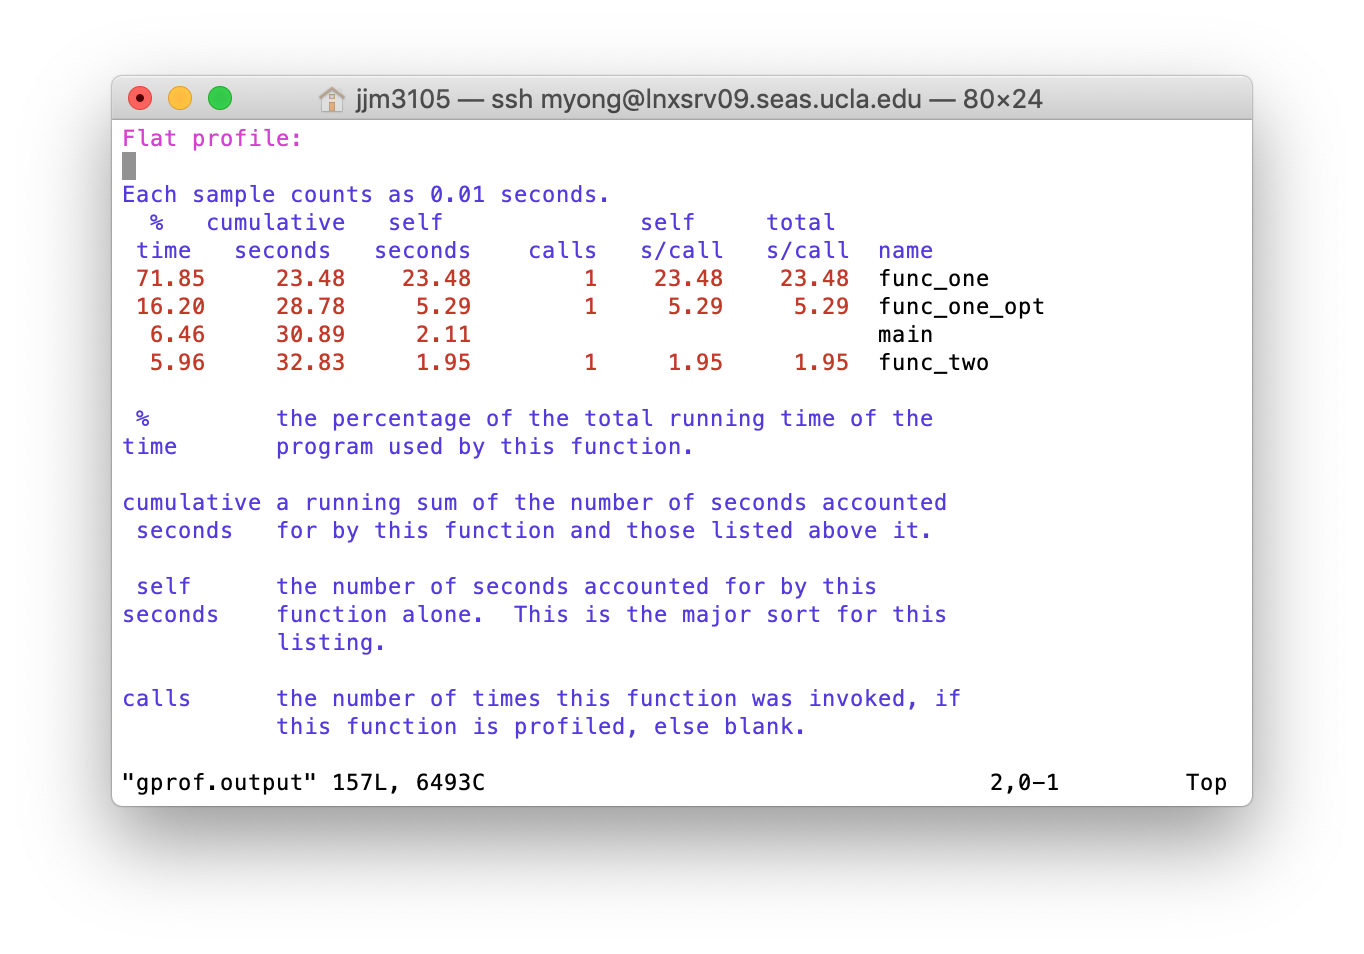 jjm3105 — ssh myong@lnxsrv09.seas.ucla.edu — 80×24
Flat profile:
Each sample counts as 0.01 seconds.
  %   cumulative   self              self     total
 time   seconds   seconds    calls   s/call   s/call  name
 71.85     23.48    23.48        1    23.48    23.48  func_one
 16.20     28.78     5.29        1     5.29     5.29  func_one_opt
  6.46     30.89     2.11                             main
  5.96     32.83     1.95        1     1.95     1.95  func_two
 %         the percentage of the total running time of the
time       program used by this function.
cumulative a running sum of the number of seconds accounted
 seconds   for by this function and those listed above it.
 self      the number of seconds accounted for by this
seconds    function alone.  This is the major sort for this
           listing.
calls      the number of times this function was invoked, if
           this function is profiled, else blank.
"gprof.output" 157L, 6493C                                    2,0-1         Top